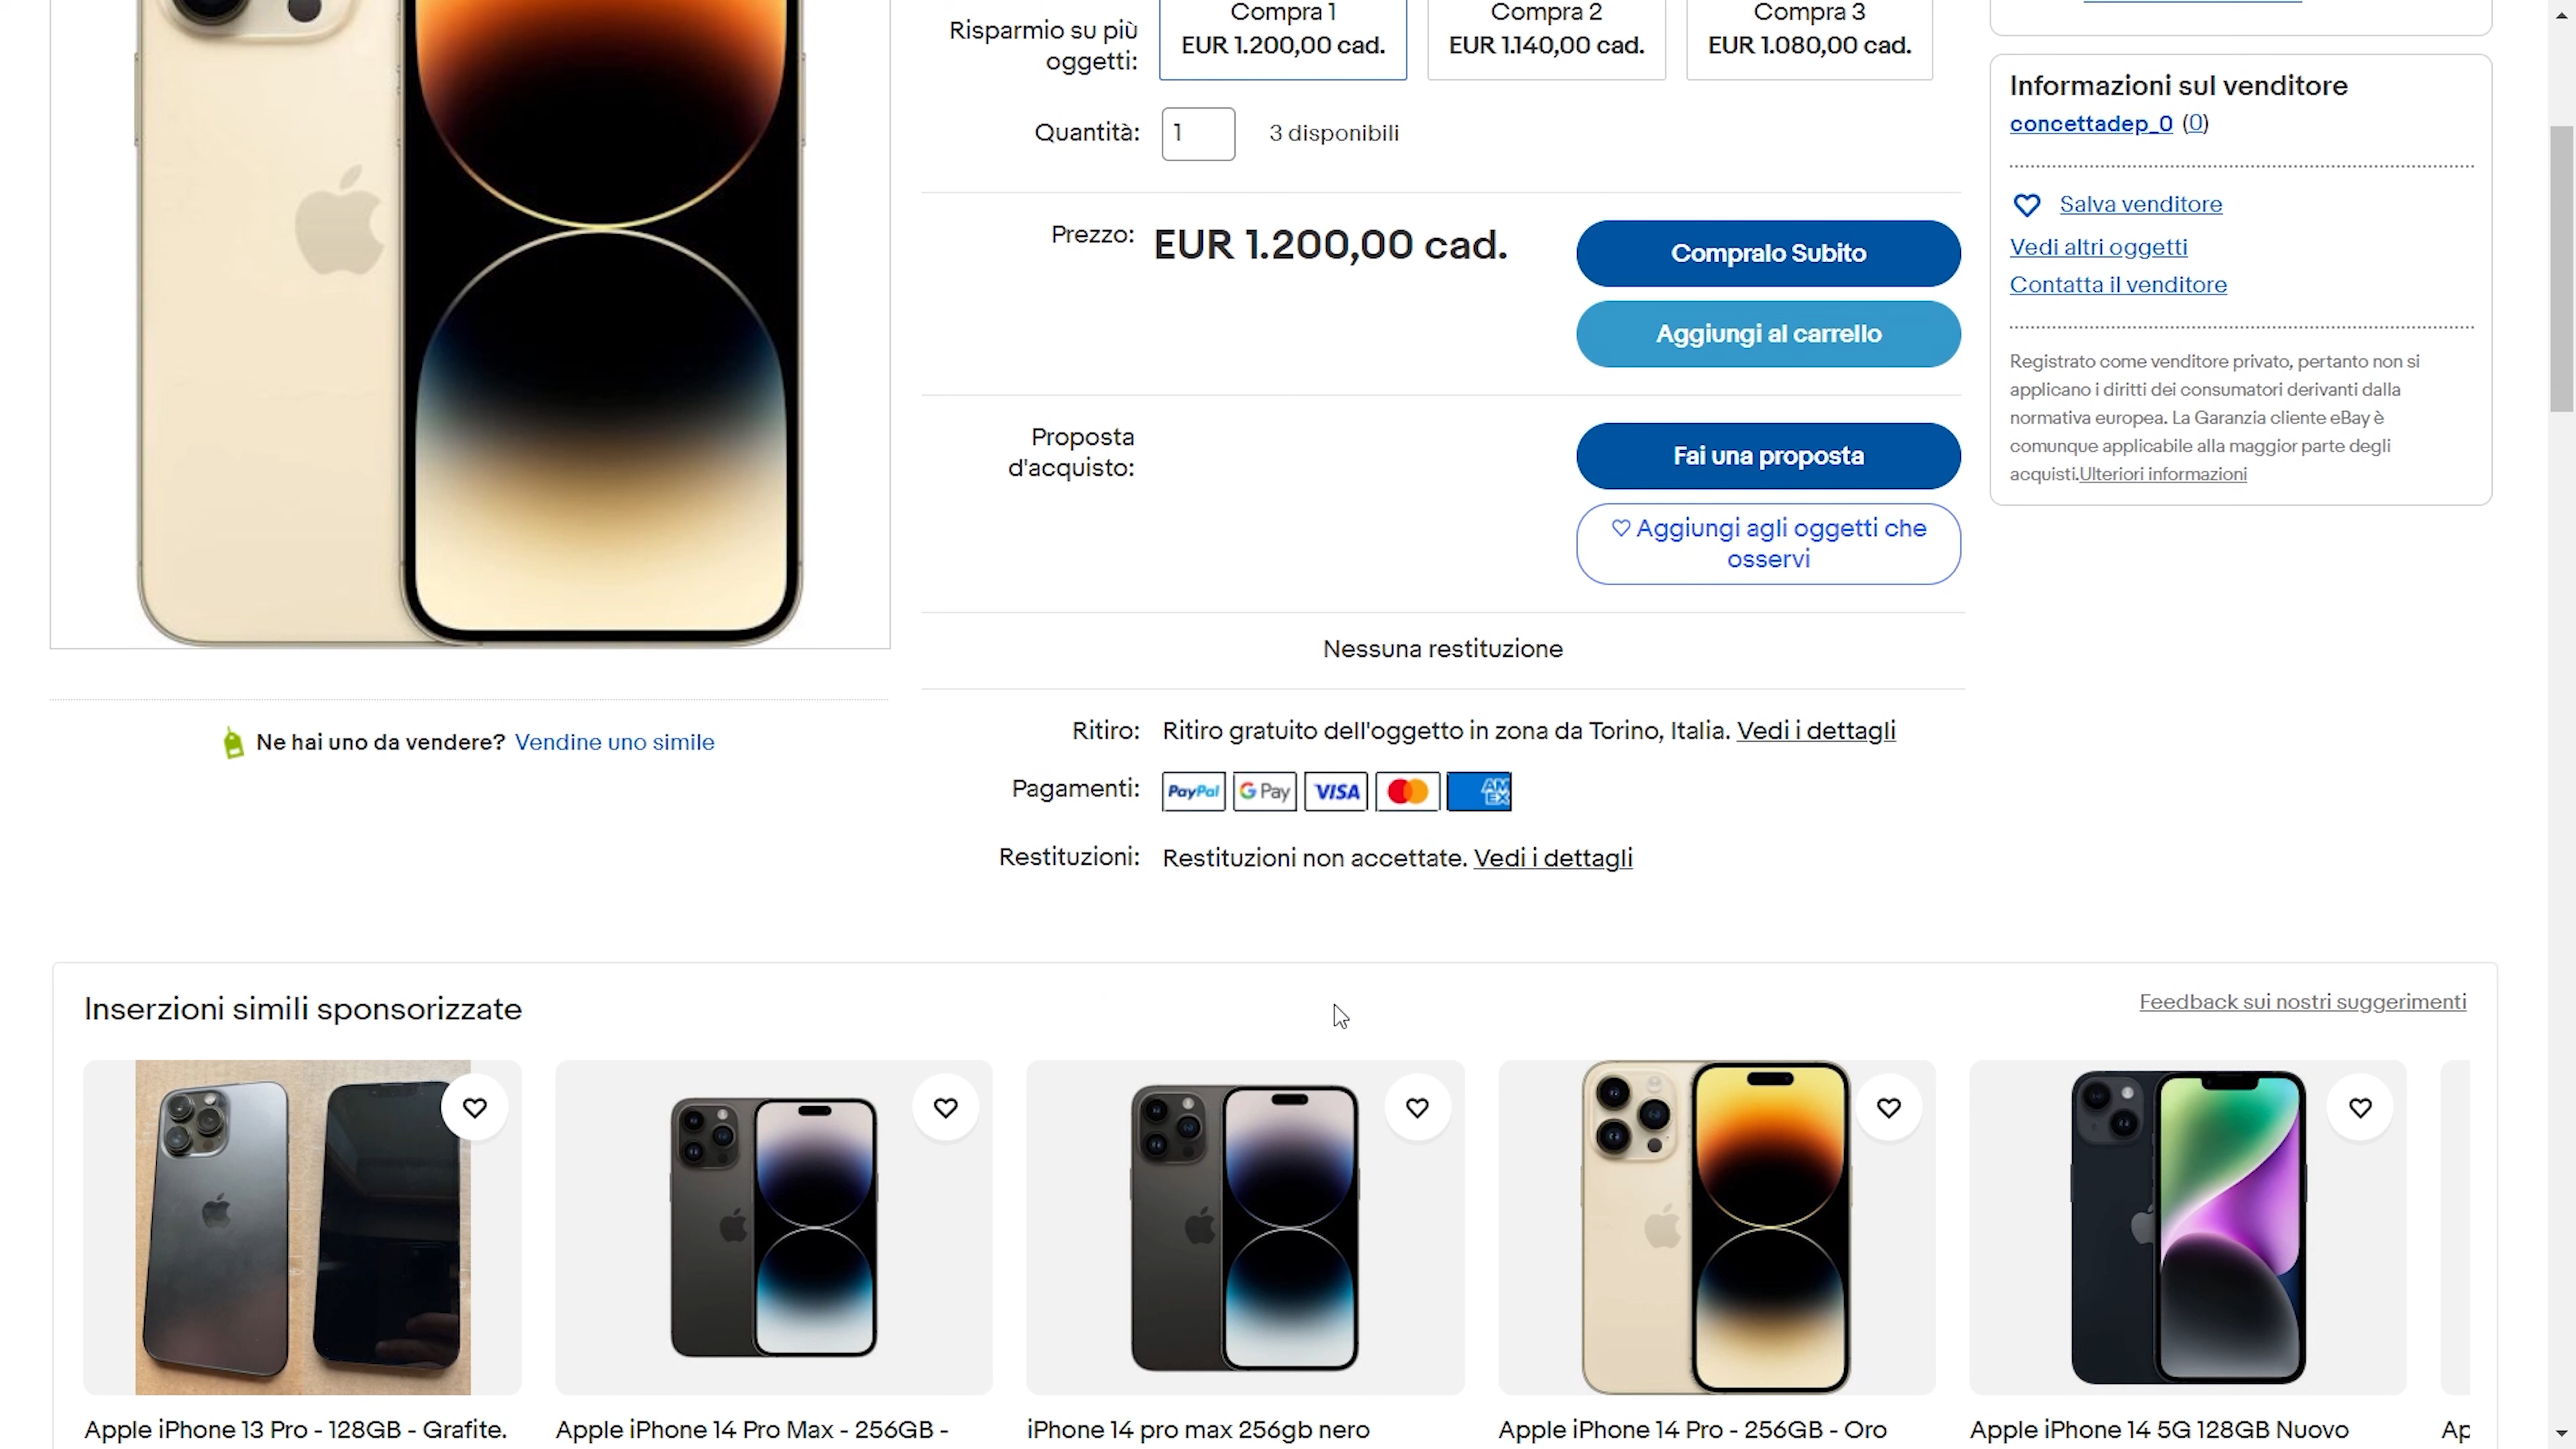 Risparmio su più
oggetti:
Compra 1
EUR 1.200,00 cad.
Compra 2
EUR 1.140,00 cad.
Compra 3
EUR 1.080,00 cad.
Quantità:
1
3 disponibili
Prezzo:
EUR 1.200,00 cad.
Compralo Subito
Aggiungi al carrello
Proposta
d'acquisto:
Fai una proposta
Aggiungi agli oggetti che
osservi
Nessuna restituzione
Ritiro:
Ritiro gratuito dell'oggetto in zona da Torino, Italia. Vedi i dettagli
Pagamenti:
PayPal
G Pay
VISA
AM
EX
Restituzioni:
Restituzioni non accettate. Vedi i dettagli
Informazioni sul venditore
concettadep_0 (0)
Salva venditore
Vedi altri oggetti
Contatta il venditore
Registrato come venditore privato, pertanto non si
applicano i diritti dei consumatori derivanti dalla
normativa europea. La Garanzia cliente eBay è
comunque applicabile alla maggior parte degli
acquisti.Ulteriori informazioni
Ne hai uno da vendere? Vendine uno simile
Inserzioni simili sponsorizzate
Feedback sui nostri suggerimenti
Apple iPhone 13 Pro - 128GB - Grafite.
Apple iPhone 14 Pro Max - 256GB -
iPhone 14 pro max 256gb nero
Apple iPhone 14 Pro - 256GB - Oro
Apple iPhone 14 5G 128GB Nuovo